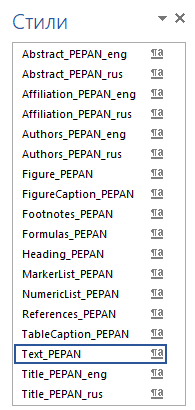 Стили
Abstract_PEPAN_eng ¶a
Abstract_PEPAN_rus ¶a
Affiliation_PEPAN_eng ¶a
Affiliation_PEPAN_rus ¶a
Authors_PEPAN_eng ¶a
Authors_PEPAN_rus ¶a
Figure_PEPAN ¶a
FigureCaption_PEPAN ¶a
Footnotes_PEPAN ¶a
Formulas_PEPAN ¶a
Heading_PEPAN ¶a
MarkerList_PEPAN ¶a
NumericList_PEPAN ¶a
References_PEPAN ¶a
TableCaption_PEPAN ¶a
Text_PEPAN ¶a
Title_PEPAN_eng ¶a
Title_PEPAN_rus ¶a